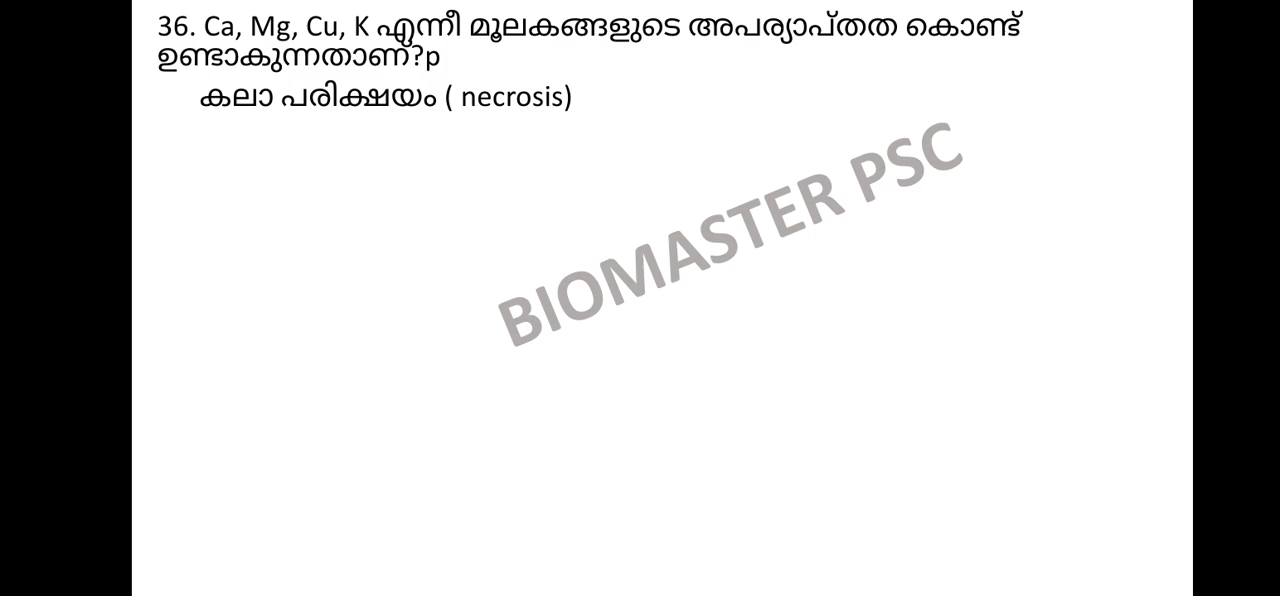 36. Ca, Mg, Cu, K എന്നീ മൂലകങ്ങളുടെ അപര്യാപ്തത കൊണ്ട്
ഉണ്ടാകുന്നതാണ്?p
കലാ പരിക്ഷയം ( necrosis)
BIOMASTER PSC